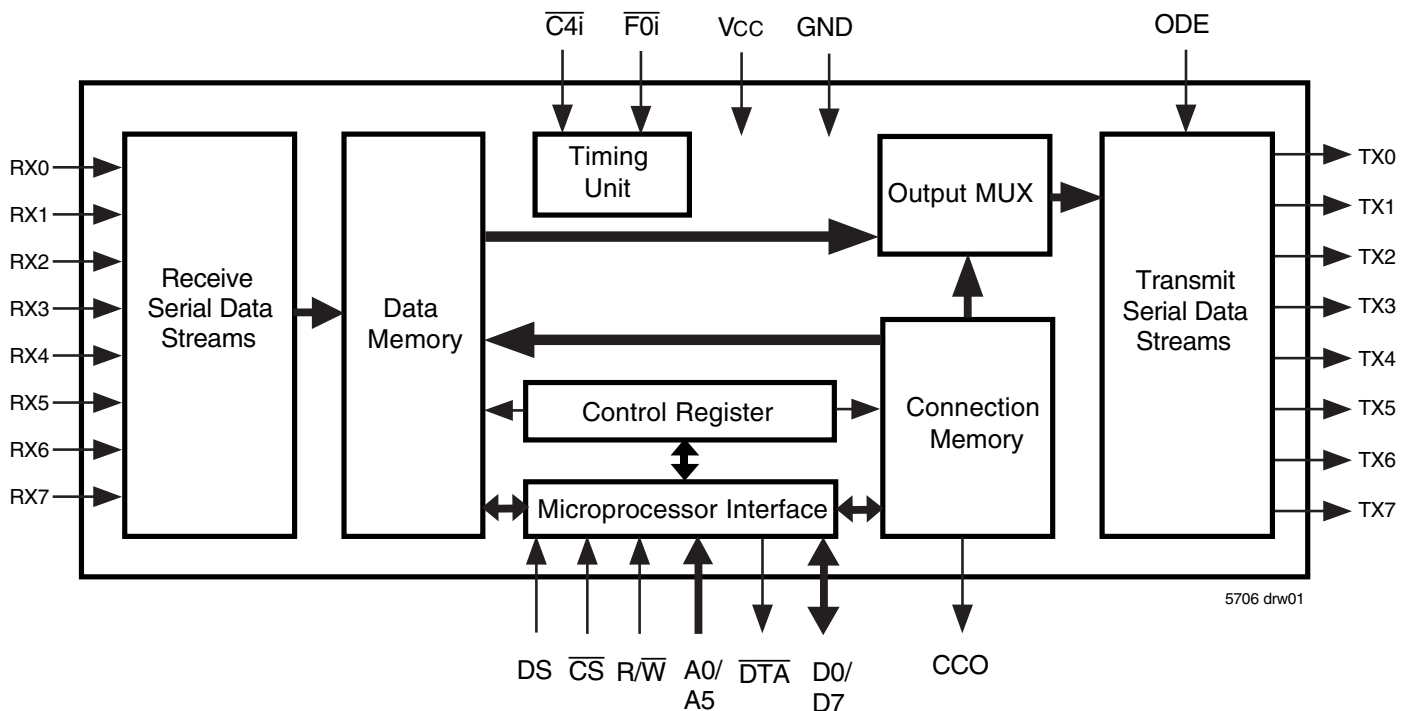 C4i F0i VCC GND ODE
RX0
RX1
RX2
RX3
RX4
RX5
RX6
RX7
Receive
Serial Data
Streams
Data
Memory
Timing
Unit
Output MUX
Control Register
Microprocessor Interface
Connection
Memory
Transmit
Serial Data
Streams
TX0
TX1
TX2
TX3
TX4
TX5
TX6
TX7
5706 drw01
DS CS R/W A0/ DTA D0/ CCO
A5 D7